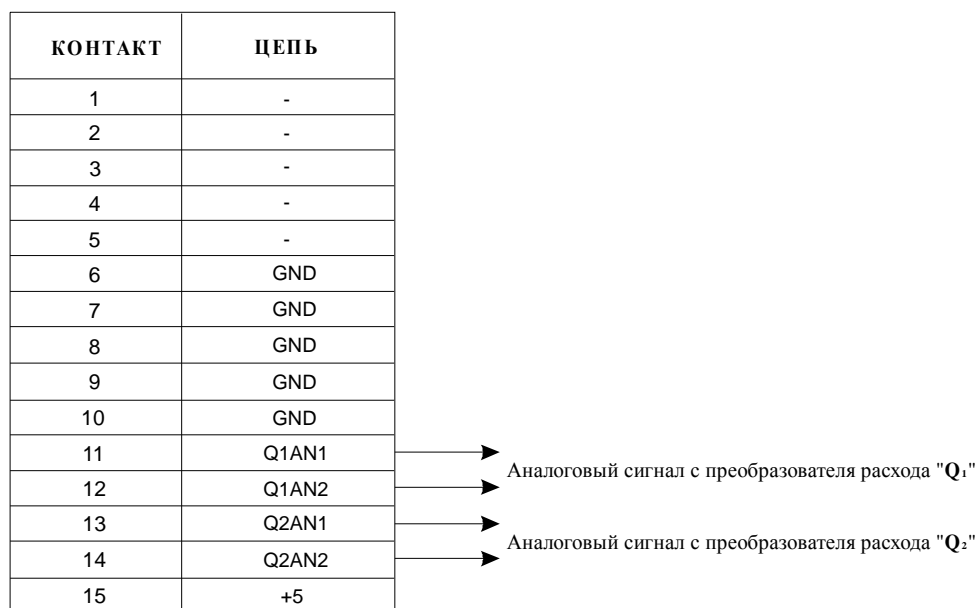 КОНТАКТ ЦЕПЬ
1 -
2 -
3 -
4 -
5 -
6 GND
7 GND
8 GND
9 GND
10 GND
11 Q1AN1
Аналоговый сигнал с преобразователя расхода "Q₁"
12 Q1AN2
13 Q2AN1
Аналоговый сигнал с преобразователя расхода "Q₂"
14 Q2AN2
15 +5